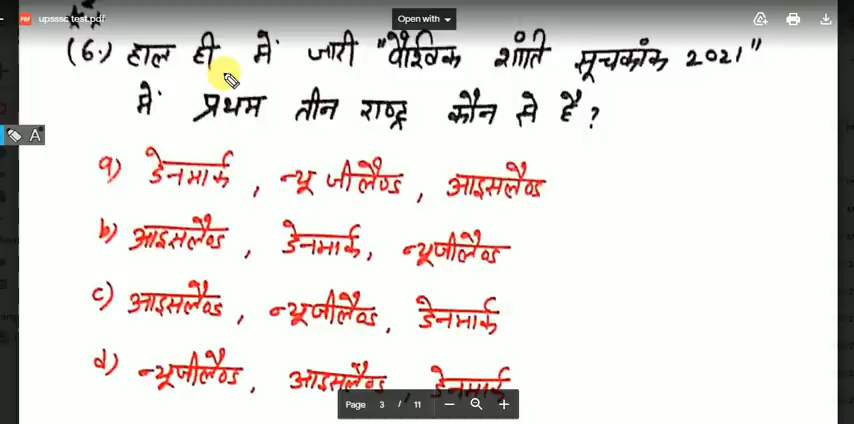 upsssc test.pdf
Open with
(6.) हाल ही में जारी "वैश्विक शांति सूचकांक 2021"
में प्रथम तीन राष्ट्र कौन से है?
A
a) डेनमार्क, न्यूजीलैण्ड, आइसलैण्ड
b) आइसलैण्ड, डेनमार्क, न्यूजीलैण्ड
c) आइसलैण्ड, न्यूजीलैण्ड, डेनमार्क
d) न्यूजीलैण्ड, आइसलैण्ड, डेनमार्क
Page 3 / 11